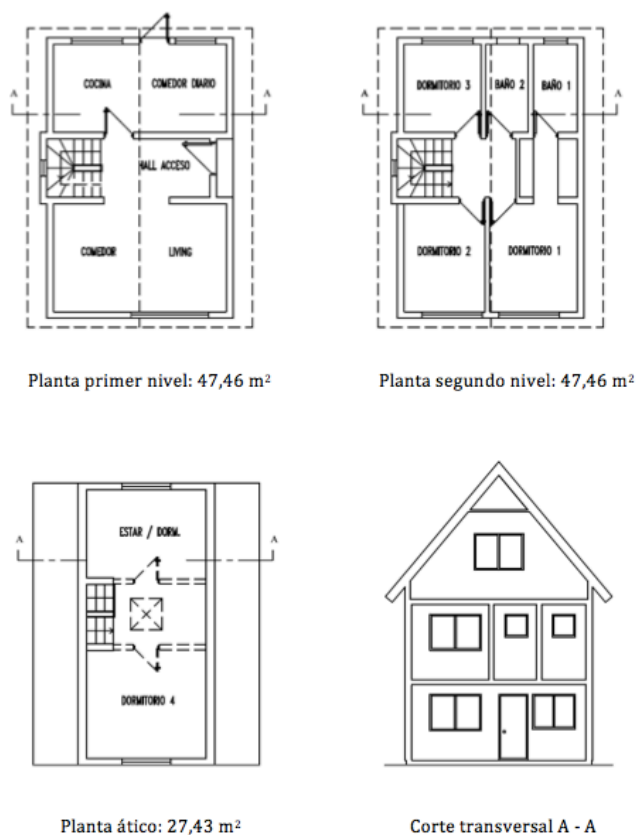 COCINA
COMEDOR DIARIO
A
A
HALL ACCESO
COMEDOR
LIVING
Planta primer nivel: 47,46 m²
DORMITORIO 3
BAÑO 2
BAÑO 1
A
A
DORMITORIO 2
DORMITORIO 1
Planta segundo nivel: 47,46 m²
ESTAR / DORM.
A
A
DORMITORIO 4
Planta ático: 27,43 m²
Corte transversal A - A